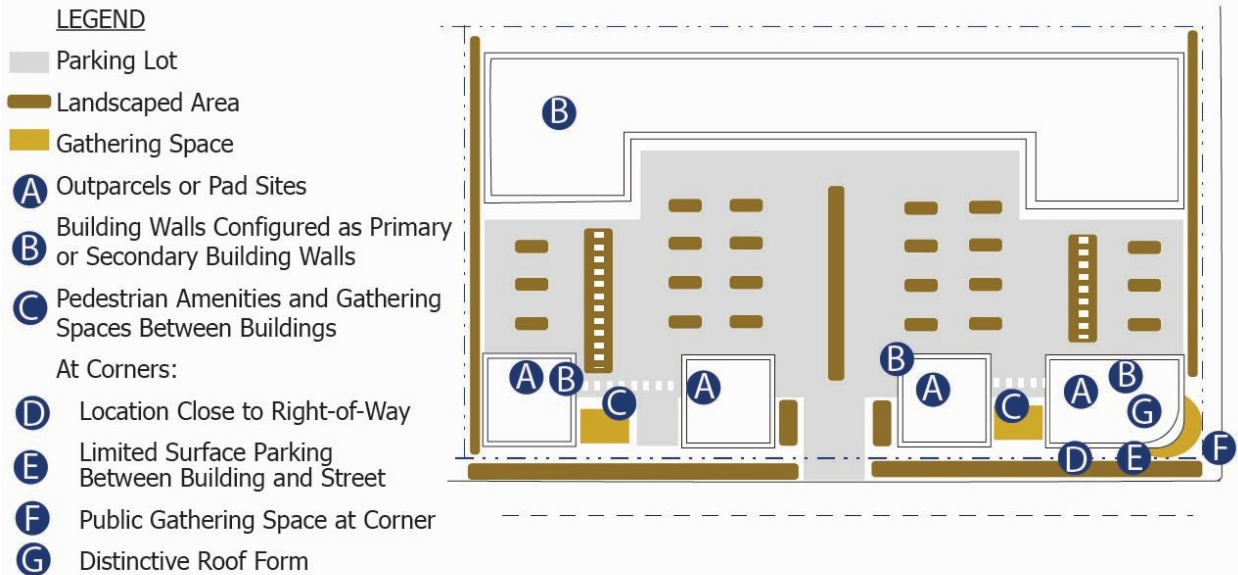 LEGEND
Parking Lot
Landscaped Area
Gathering Space
A Outparcels or Pad Sites
B Building Walls Configured as Primary
or Secondary Building Walls
C Pedestrian Amenities and Gathering
Spaces Between Buildings
At Corners:
D Location Close to Right-of-Way
E Limited Surface Parking
Between Building and Street
F Public Gathering Space at Corner
G Distinctive Roof Form
B
A
B
C
A
B
A
C
A
B
G
D
E
F